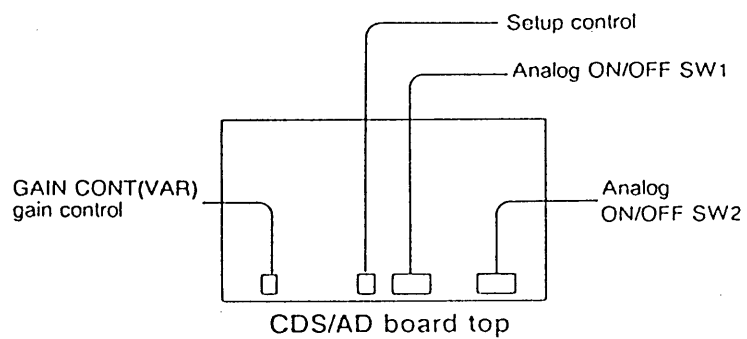 Setup control
Analog ON/OFF SW1
GAIN CONT(VAR)
gain control
Analog
ON/OFF SW2
CDS/AD board top